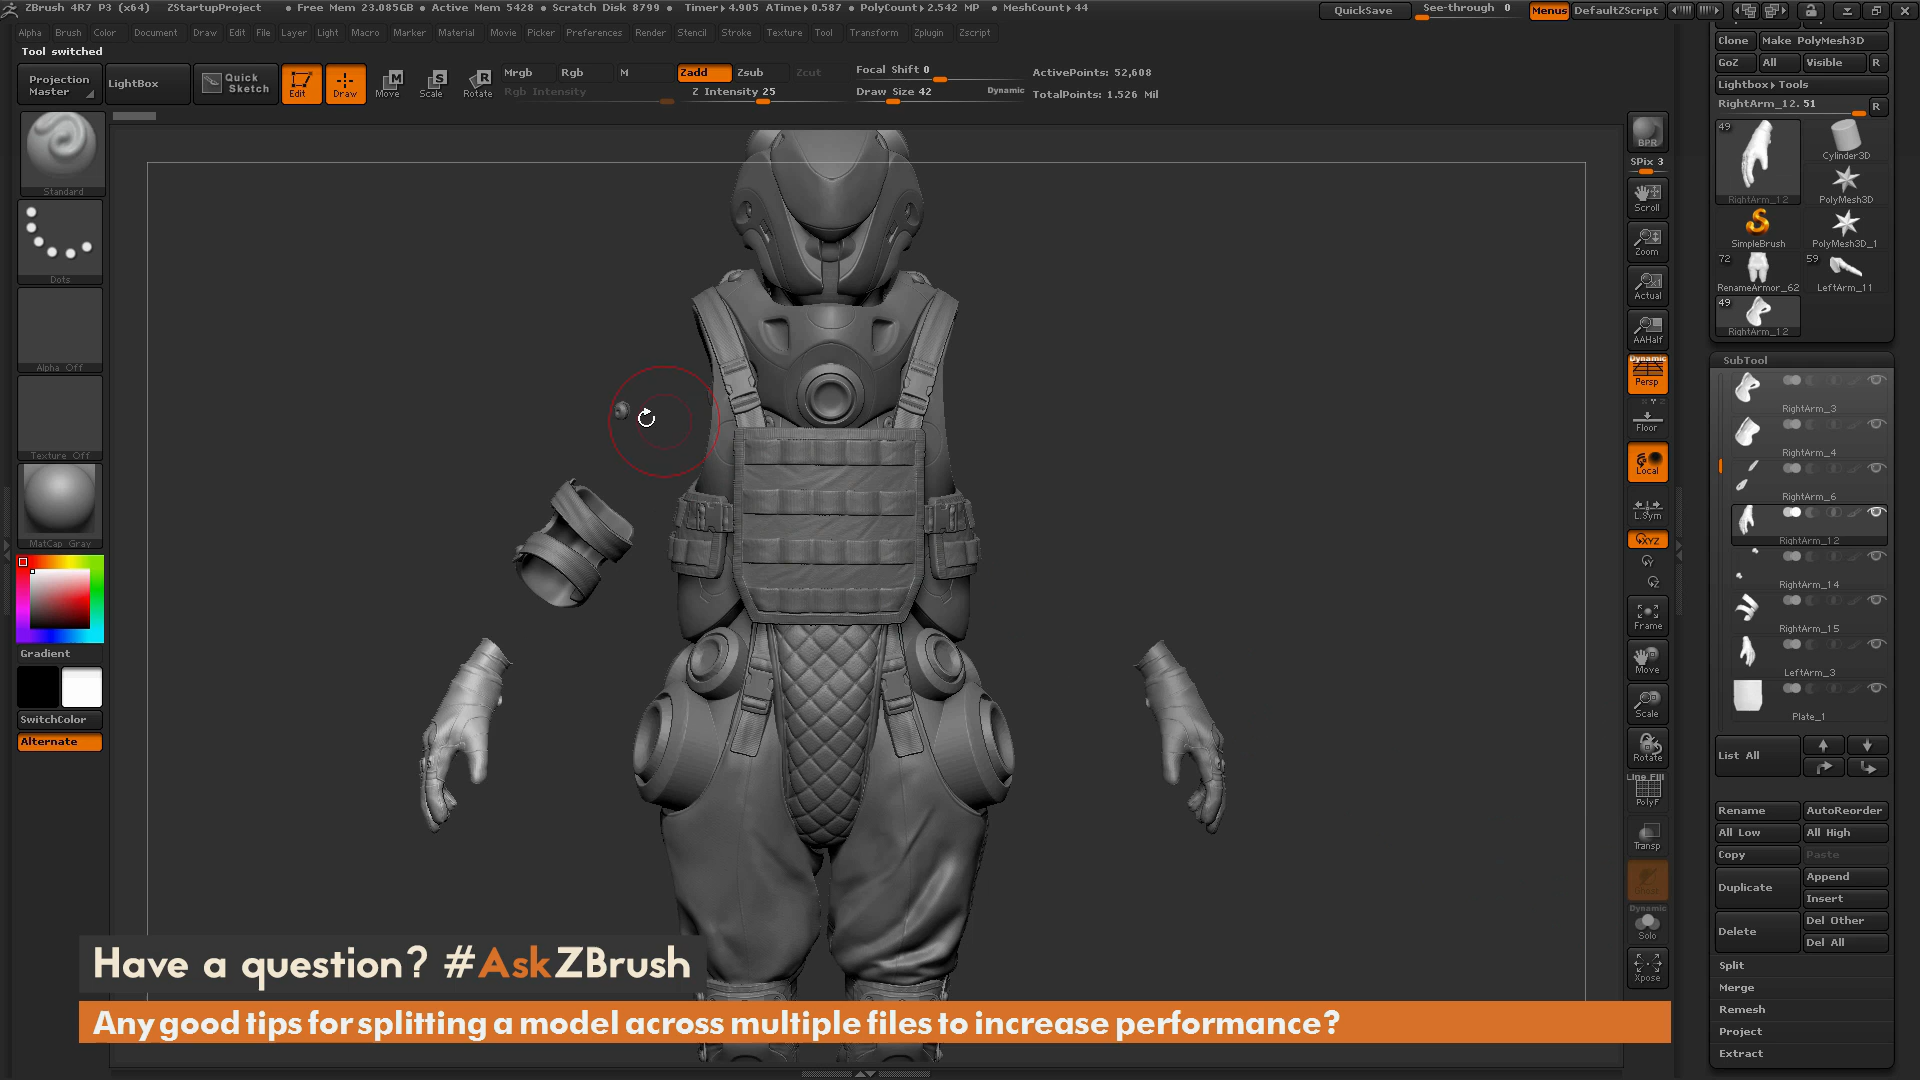 ZBrush 4R7 P3 (x64) ZStartupProject • Free Mem 23.085GB • Active Mem 5428 • Scratch Disk 8799 • Timer▸4.905 ATime▸0.587 • PolyCount▸2.542 MP • MeshCount▸44 QuickSave See-through 0 Menus DefaultZScript
Alpha Brush Color Document Draw Edit File Layer Light Macro Marker Material Movie Picker Preferences Render Stencil Stroke Texture Tool Transform Zplugin Zscript
Tool switched
Projection Master
LightBox
Quick Sketch
Edit
Draw
Move
Scale
Rotate
Mrgb Rgb M
Rgb Intensity
Zadd Zsub Zcut
Z Intensity 25
Focal Shift 0
Draw Size 42 Dynamic
ActivePoints: 52,608
TotalPoints: 1.526 Mil
Standard
Dots
Alpha Off
Texture Off
MatCap Gray
Gradient
SwitchColor
Alternate
BPR
SPix 3
Scroll
Zoom
Actual
AAHalf
Dynamic
Persp
Floor
Local
L.Sym
XYZ
Frame
Move
Scale
Rotate
Line Fill
PolyF
Transp
Ghost
Dynamic
Solo
Xpose
Clone Make PolyMesh3D
GoZ All Visible R
Lightbox▸Tools
RightArm_12. 51 R
49
RightArm_12
Cylinder3D
PolyMesh3D
SimpleBrush
PolyMesh3D_1
72
RenameArmor_62
59
LeftArm_11
49
RightArm_12
SubTool
RightArm_3
RightArm_4
RightArm_6
RightArm_12
RightArm_14
RightArm_15
LeftArm_3
Plate_1
List All
Rename AutoReorder
All Low All High
Copy Paste
Duplicate Append
Insert
Delete Del Other
Del All
Split
Merge
Remesh
Project
Extract
Have a question? #AskZBrush
Any good tips for splitting a model across multiple files to increase performance?